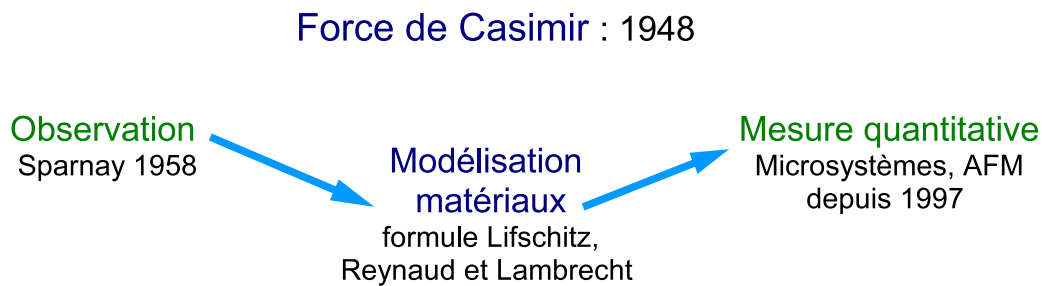 Force de Casimir : 1948
Observation
Sparnay 1958
Modélisation
matériaux
formule Lifschitz,
Reynaud et Lambrecht
Mesure quantitative
Microsystèmes, AFM
depuis 1997